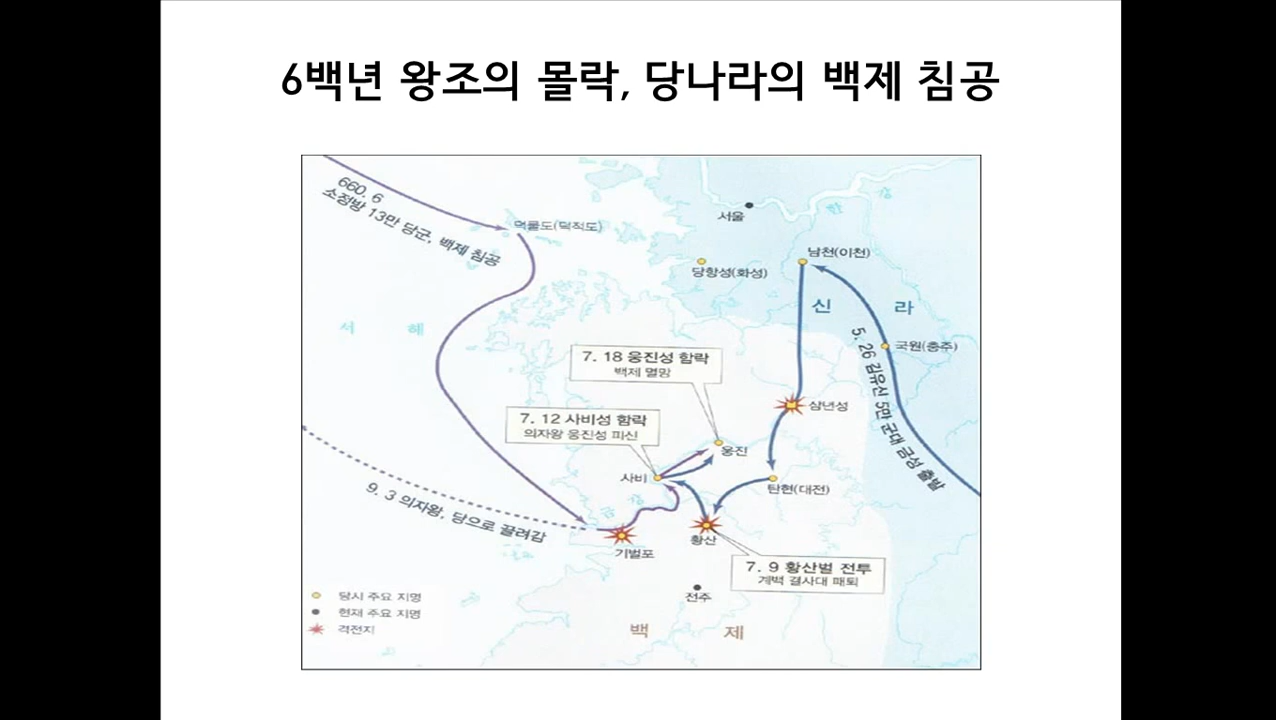 6백년 왕조의 몰락, 당나라의 백제 침공
660. 6
소정방 13만 당군, 백제 침공
덕물도(덕적도)
서울
한 강
당항성(화성)
남천(이천)
신 라
서 해
국원(충주)
5. 26 김유신 5만 군대 금성 출발
7. 18 웅진성 함락
백제 멸망
삼년성
7. 12 사비성 함락
의자왕 웅진성 피신
웅진
사비
탄현(대전)
금 강
9. 3 의자왕, 당으로 끌려감
황산
기벌포
7. 9 황산벌 전투
계백 결사대 패퇴
전주
당시 주요 지명
현재 주요 지명
격전지
백 제